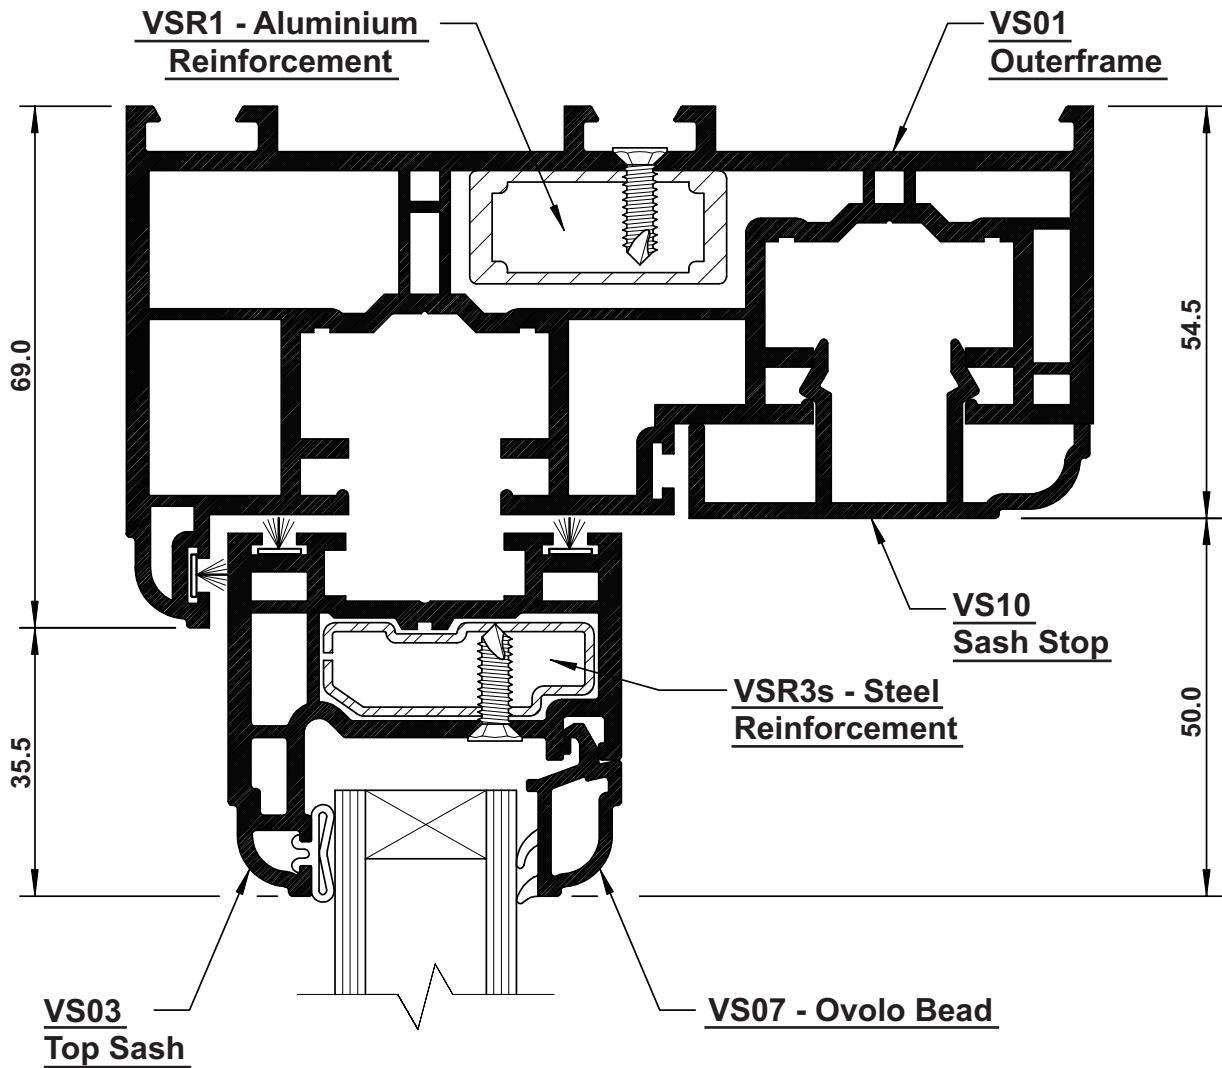 VSR1 - Aluminium
Reinforcement
VS01
Outerframe
69.0
54.5
VS10
Sash Stop
VSR3s - Steel
Reinforcement
35.5
50.0
VS03
Top Sash
VS07 - Ovolo Bead